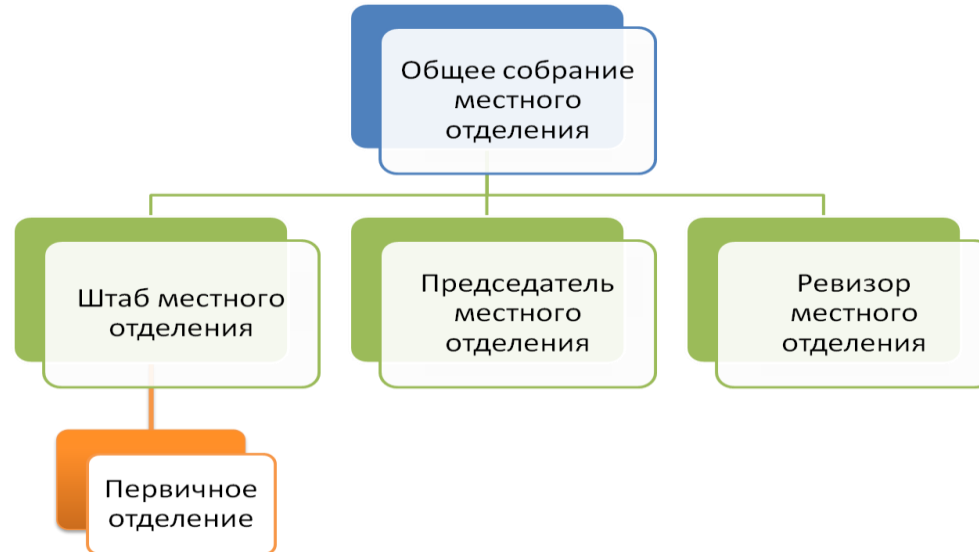 Общее собрание
местного
отделения
Штаб местного
отделения
Председатель
местного
отделения
Ревизор
местного
отделения
Первичное
отделение